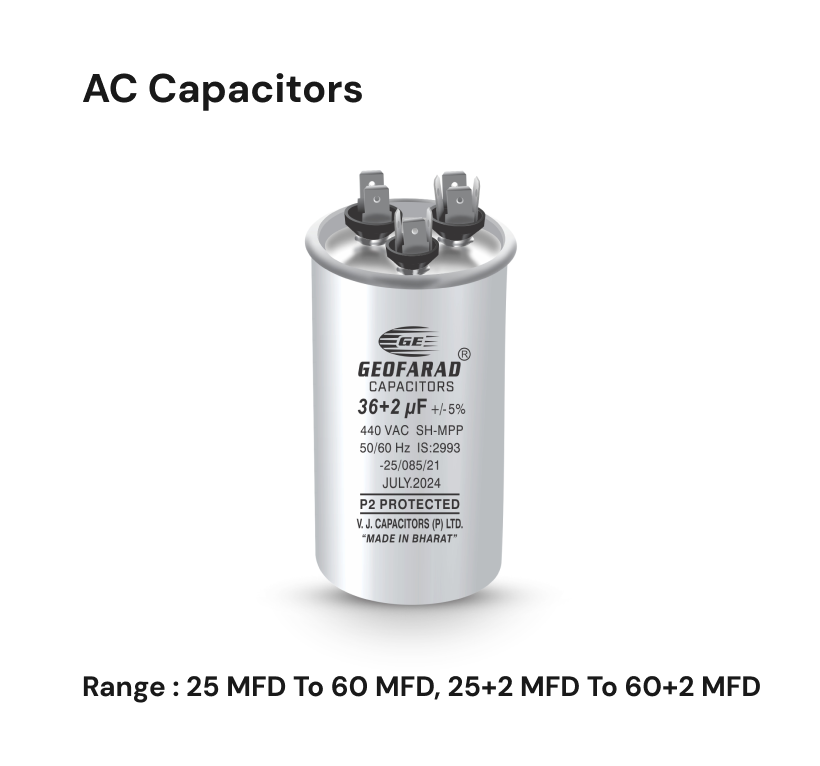 AC Capacitors
GE
GEOFARAD®
CAPACITORS
36+2 µF +/-5%
440 VAC SH-MPP
50/60 Hz IS:2993
-25/085/21
JULY.2024
P2 PROTECTED
V. J. CAPACITORS (P) LTD.
"MADE IN BHARAT"
Range : 25 MFD To 60 MFD, 25+2 MFD To 60+2 MFD